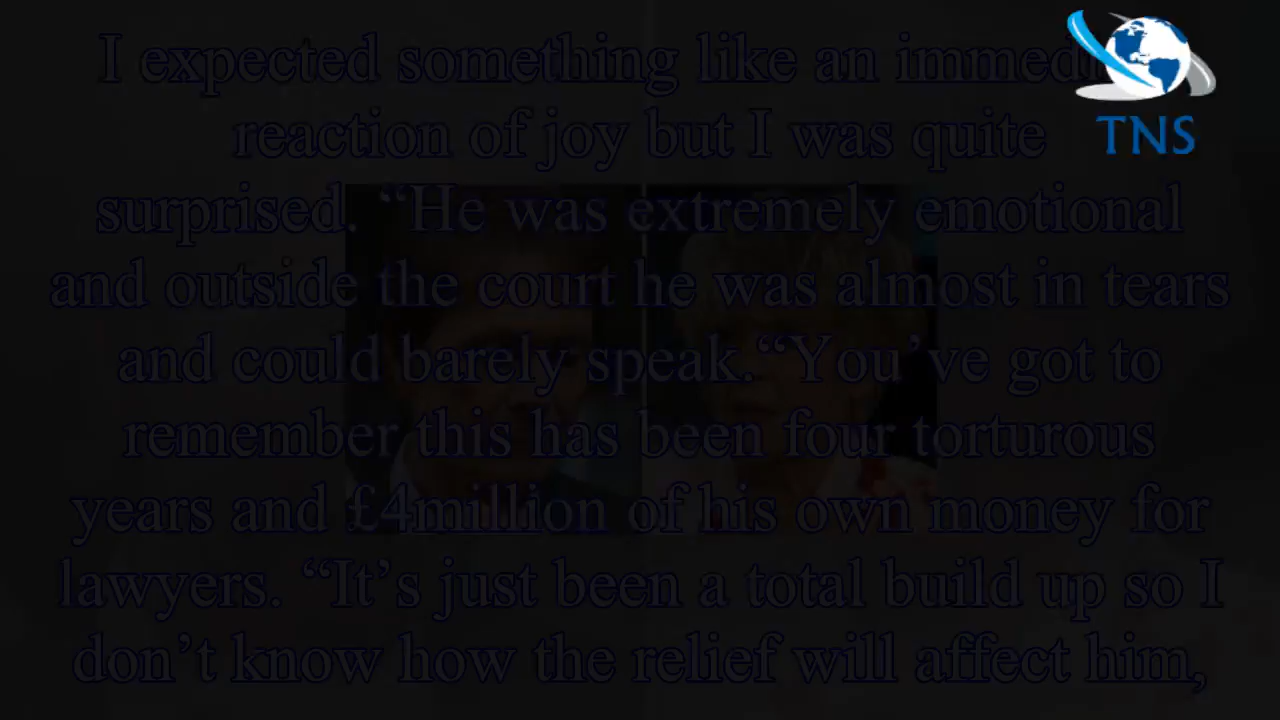 I expected something like an immedi
reaction of joy but I was quite
surprised. “He was extremely emotional
and outside the court he was almost in tears
and could barely speak.“You’ve got to
remember this has been four torturous
years and £4million of his own money for
lawyers. “It’s just been a total build up so I
don’t know how the relief will affect him,
TNS